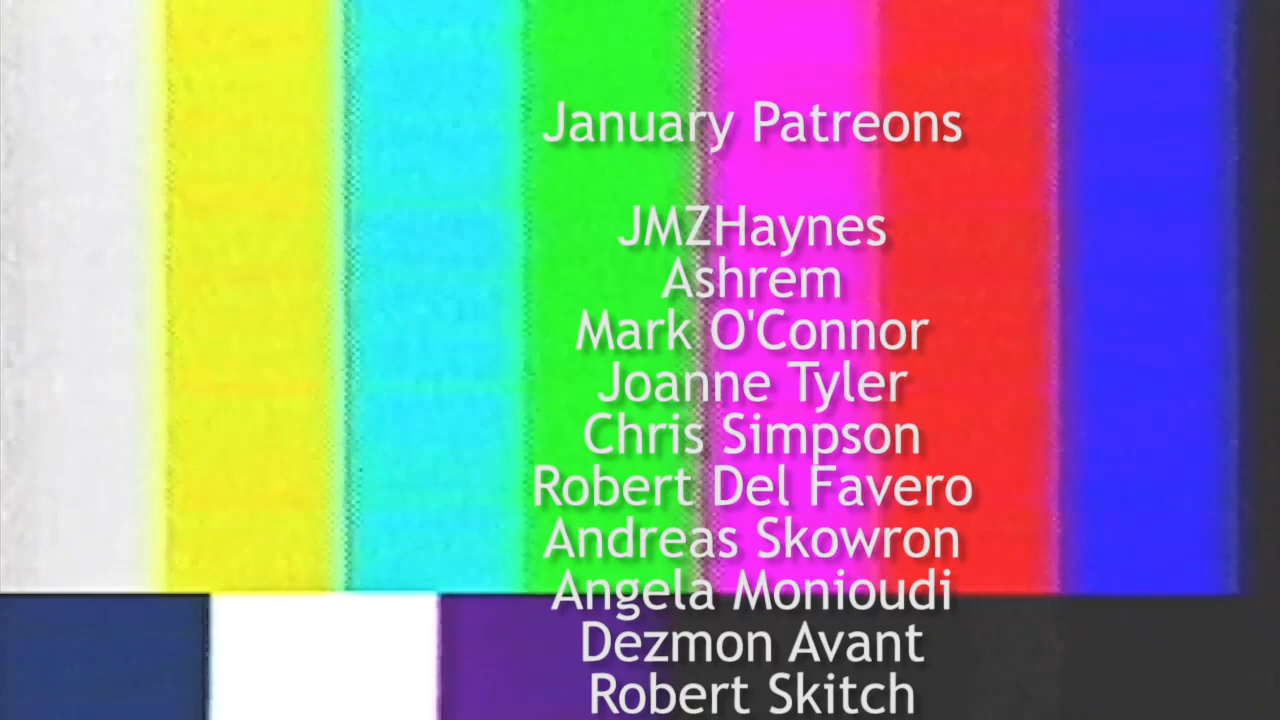 January Patreons
JMZHaynes
Ashrem
Mark O'Connor
Joanne Tyler
Chris Simpson
Robert Del Favero
Andreas Skowron
Angela Monioudi
Dezmon Avant
Robert Skitch